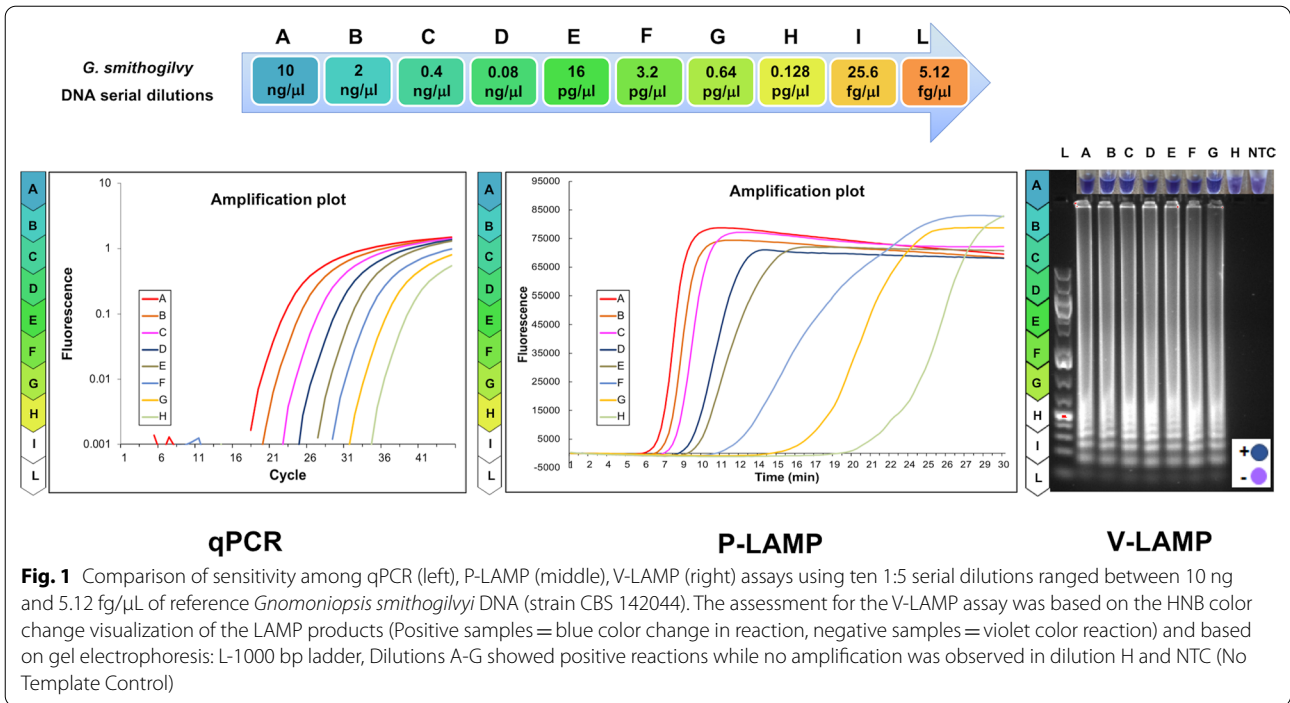 A B C D E F G H I L
G. smithogilvy
DNA serial dilutions
10 ng/µl
2 ng/µl
0.4 ng/µl
0.08 ng/µl
16 pg/µl
3.2 pg/µl
0.64 pg/µl
0.128 pg/µl
25.6 fg/µl
5.12 fg/µl
A
B
C
D
E
F
G
H
I
L
Amplification plot
Fluorescence
10
1
0.1
0.01
0.001
A
B
C
D
E
F
G
H
1 6 11 16 21 26 31 36 41
Cycle
qPCR
A
B
C
D
E
F
G
H
I
L
Amplification plot
Fluorescence
95000
85000
75000
65000
55000
45000
35000
25000
15000
5000
-5000
A
B
C
D
E
F
G
H
1 2 4 5 6 8 9 10 12 13 14 15 17 18 19 21 22 23 25 26 27 29 30
Time (min)
P-LAMP
A
B
C
D
E
F
G
H
I
L
L A B C D E F G H NTC
+
-
V-LAMP
Fig. 1 Comparison of sensitivity among qPCR (left), P-LAMP (middle), V-LAMP (right) assays using ten 1:5 serial dilutions ranged between 10 ng
and 5.12 fg/µL of reference Gnomoniopsis smithogilvyi DNA (strain CBS 142044). The assessment for the V-LAMP assay was based on the HNB color
change visualization of the LAMP products (Positive samples = blue color change in reaction, negative samples = violet color reaction) and based
on gel electrophoresis: L-1000 bp ladder, Dilutions A-G showed positive reactions while no amplification was observed in dilution H and NTC (No
Template Control)